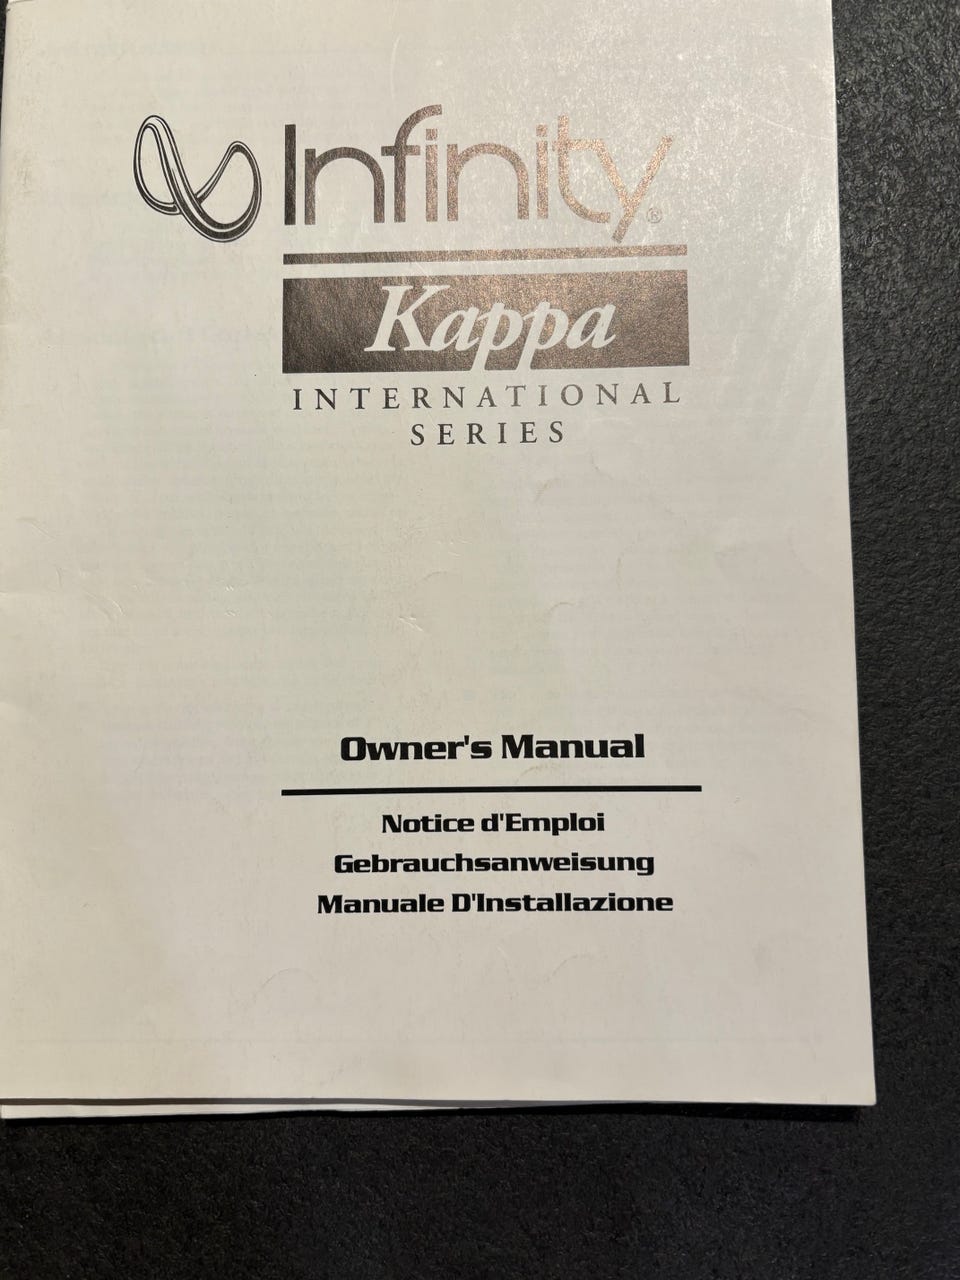 Infinity®
Kappa
INTERNATIONAL
SERIES
Owner's Manual
Notice d'Emploi
Gebrauchsanweisung
Manuale D'Installazione